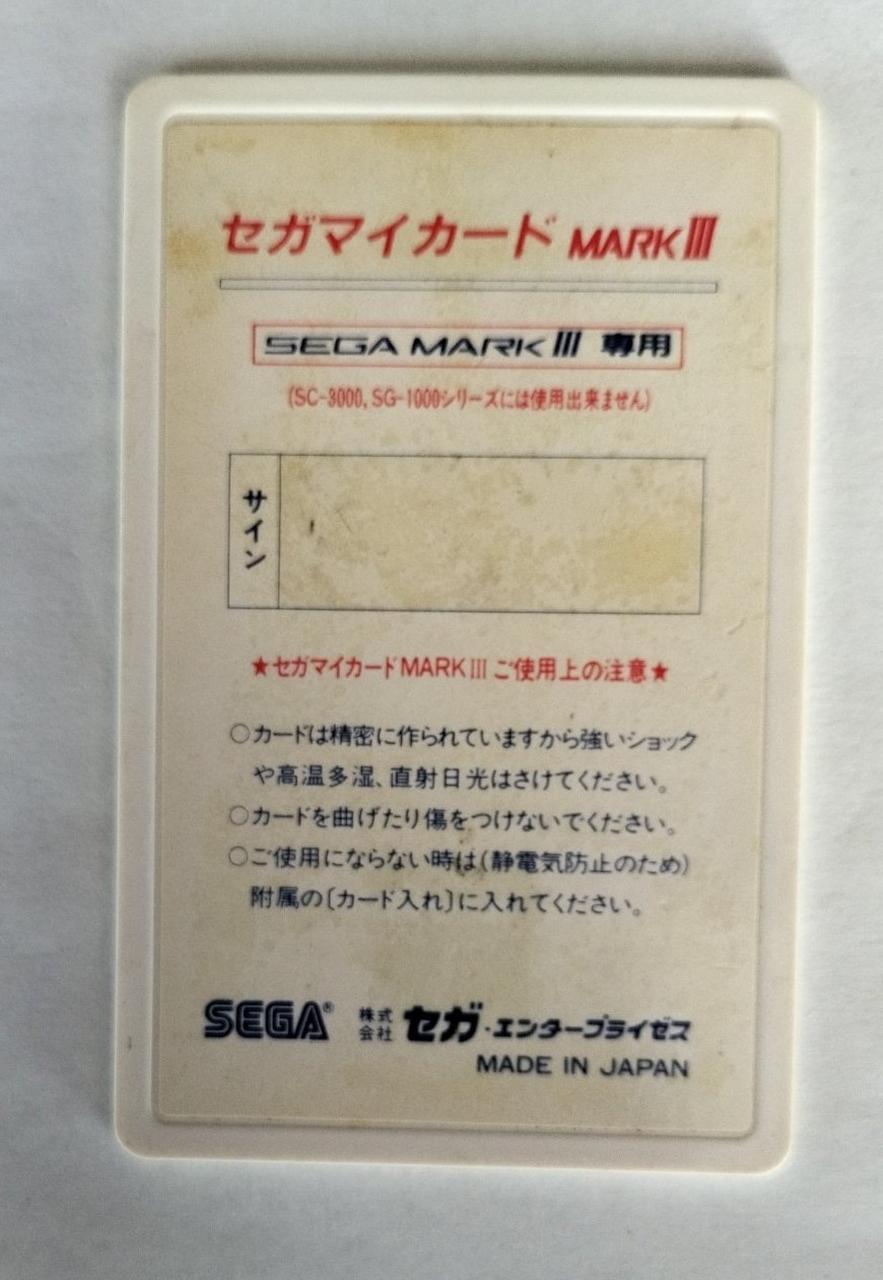 セガマイカード MARK III
SEGA MARK III 専用
(SC-3000, SG-1000シリーズには使用出来ません)
サイン
★セガマイカードMARK III ご使用上の注意★
○カードは精密に作られていますから強いショック
や高温多湿、直射日光はさけてください。
○カードを曲げたり傷をつけないでください。
○ご使用にならない時は(静電気防止のため)
附属の〔カード入れ〕に入れてください。
SEGA® 株式会社 セガ・エンタープライゼス
MADE IN JAPAN